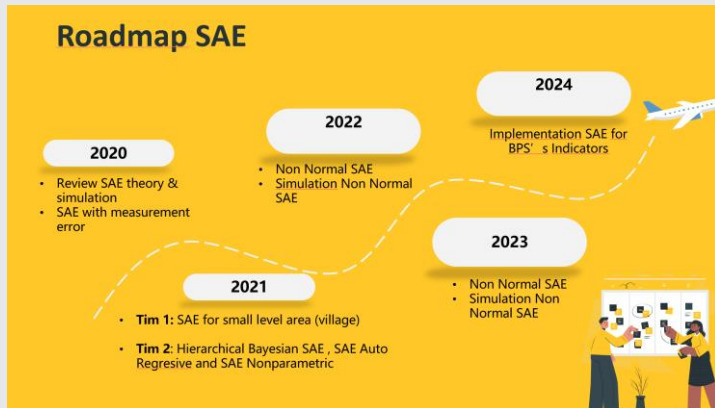 Roadmap SAE
2020
• Review SAE theory &
simulation
• SAE with measurement
error
2021
• Tim 1: SAE for small level area (village)
• Tim 2: Hierarchical Bayesian SAE , SAE Auto
Regresive and SAE Nonparametric
2022
• Non Normal SAE
• Simulation Non Normal
SAE
2023
• Non Normal SAE
• Simulation Non
Normal SAE
2024
Implementation SAE for
BPS’ s Indicators